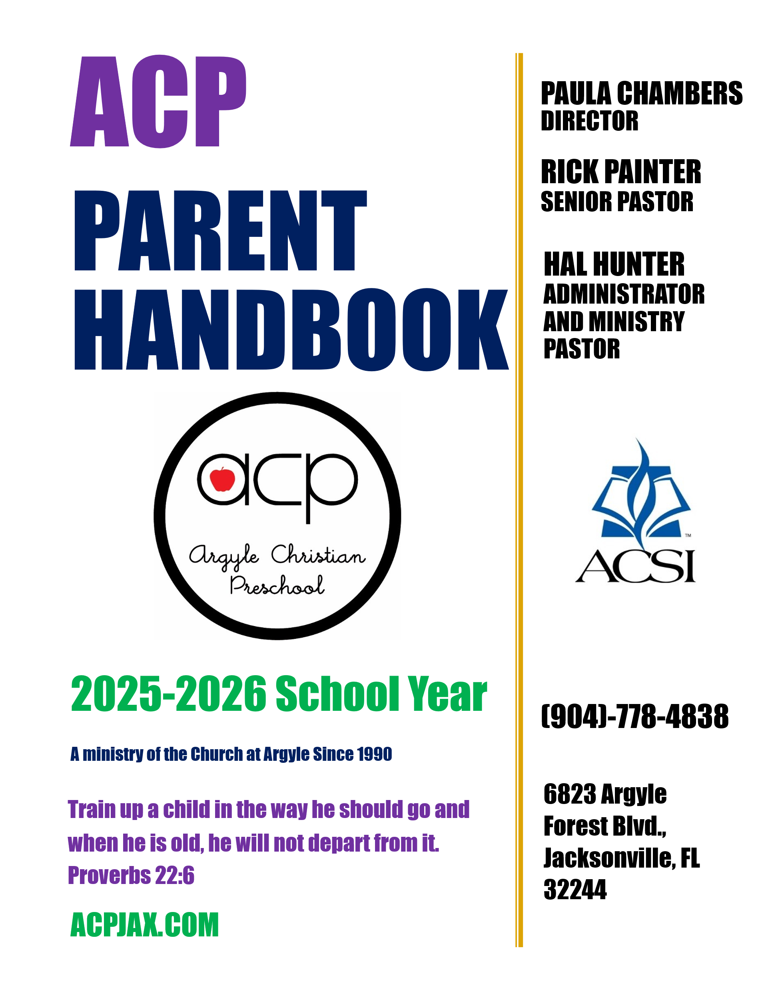 ACP
PARENT
HANDBOOK
acp
Argyle Christian
Preschool
2025-2026 School Year
A ministry of the Church at Argyle Since 1990
Train up a child in the way he should go and
when he is old, he will not depart from it.
Proverbs 22:6
ACPJAX.COM
PAULA CHAMBERS
DIRECTOR
RICK PAINTER
SENIOR PASTOR
HAL HUNTER
ADMINISTRATOR
AND MINISTRY
PASTOR
TM
ACSI
(904)-778-4838
6823 Argyle
Forest Blvd.,
Jacksonville, FL
32244